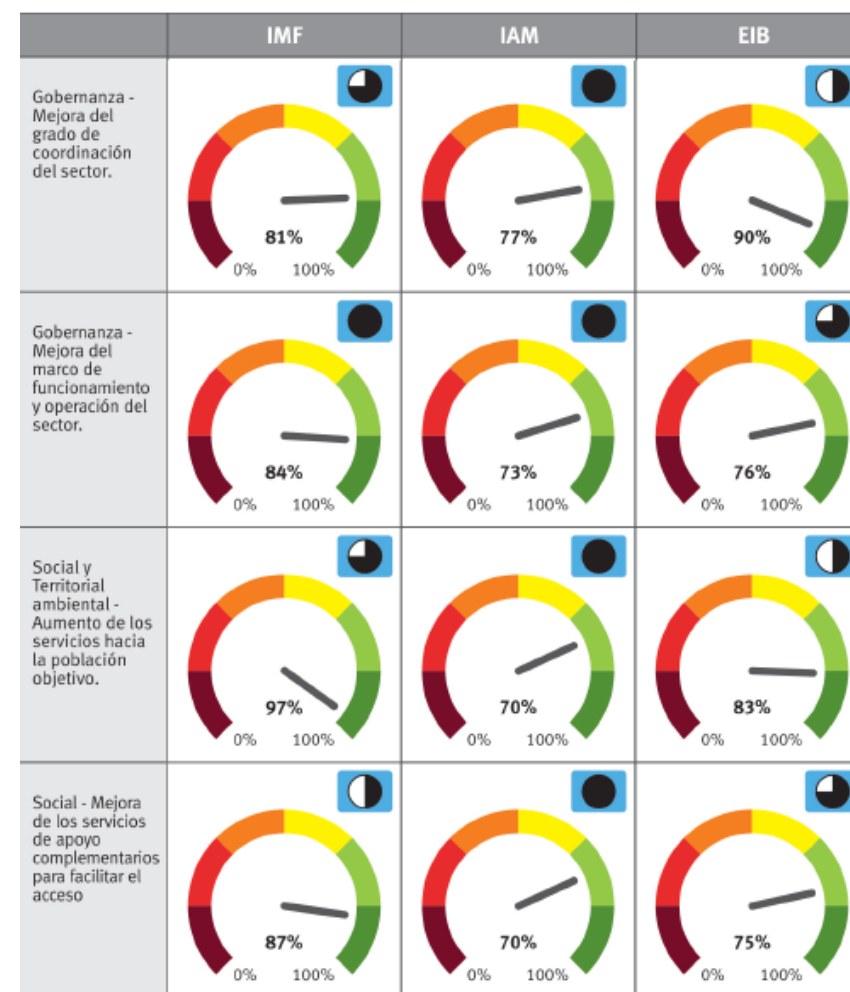 IMF IAM EIB
Gobernanza -
Mejora del
grado de
coordinación
del sector.
81% 77% 90%
0% 100% 0% 100% 0% 100%
Gobernanza -
Mejora del
marco de
funcionamiento
y operación del
sector.
84% 73% 76%
0% 100% 0% 100% 0% 100%
Social y
Territorial
ambiental -
Aumento de los
servicios hacia
la población
objetivo.
97% 70% 83%
0% 100% 0% 100% 0% 100%
Social - Mejora
de los servicios
de apoyo
complementarios
para facilitar el
acceso
87% 70% 75%
0% 100% 0% 100% 0% 100%